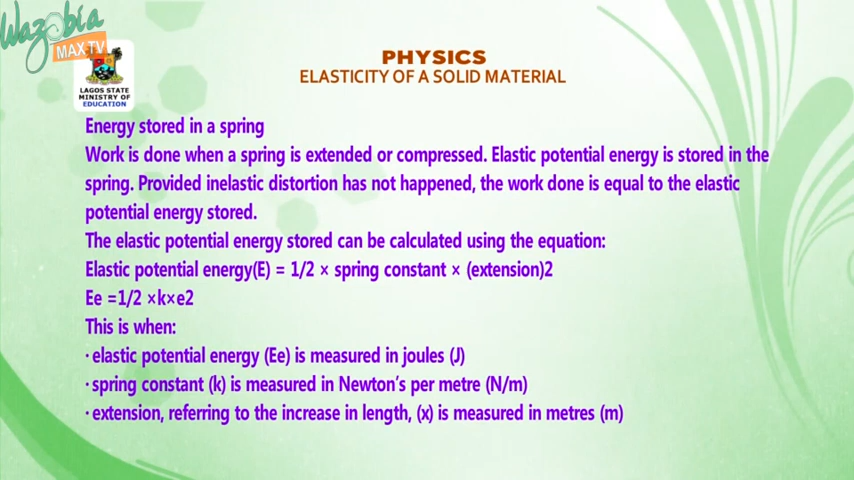 Wazobia
MAX TV
LAGOS STATE
MINISTRY OF
EDUCATION
PHYSICS
ELASTICITY OF A SOLID MATERIAL
Energy stored in a spring
Work is done when a spring is extended or compressed. Elastic potential energy is stored in the
spring. Provided inelastic distortion has not happened, the work done is equal to the elastic
potential energy stored.
The elastic potential energy stored can be calculated using the equation:
Elastic potential energy(E) = 1/2 × spring constant × (extension)2
Ee =1/2 ×k×e2
This is when:
·elastic potential energy (Ee) is measured in joules (J)
·spring constant (k) is measured in Newton's per metre (N/m)
·extension, referring to the increase in length, (x) is measured in metres (m)